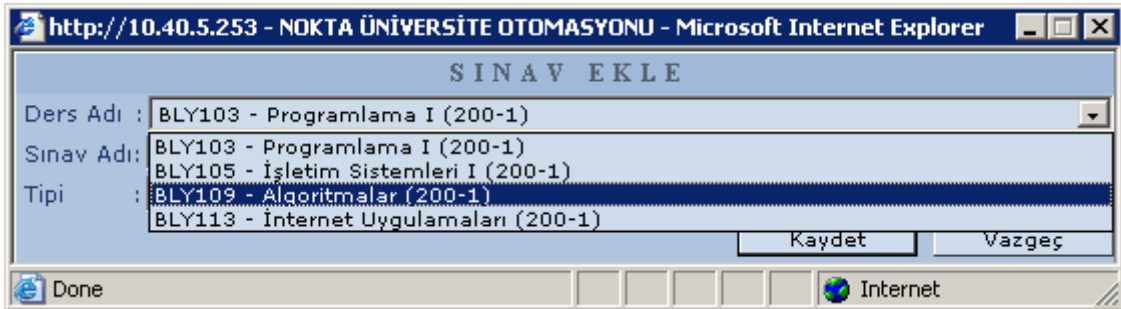 http://10.40.5.253 - NOKTA ÜNİVERSİTE OTOMASYONU - Microsoft Internet Explorer
SINAV EKLE
Ders Adı : BLY103 - Programlama I (200-1)
Sınav Adı: BLY103 - Programlama I (200-1)
BLY105 - İşletim Sistemleri I (200-1)
Tipi : BLY109 - Algoritmalar (200-1)
BLY113 - İnternet Uygulamaları (200-1)
Kaydet Vazgeç
Done Internet